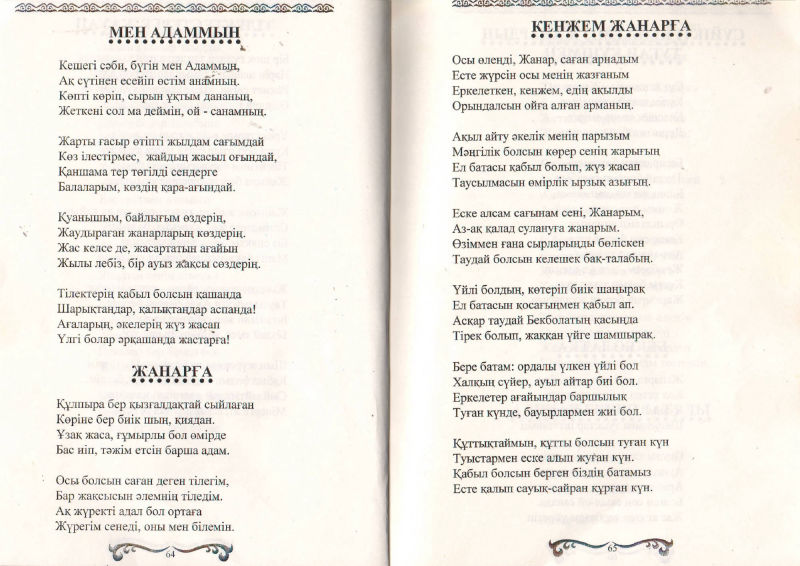 МЕН АДАММЫН
Кешегі сәби, бүгін мен Адаммын,
Ақ сүтінен есейіп өстім анамның.
Көпті көріп, сырын ұқтым дананың,
Жеткені сол ма деймін, ой - санамның.
Жарты ғасыр өтіпті жылдам сағымдай
Көз ілестірмес, жайдың жасыл оғындай,
Қаншама тер төгілді сендерге
Балаларым, көздің қара-ағындай.
Қуанышым, байлығым өздерің,
Жаудыраған жанарларың көздерің.
Жас келсе де, жасартатын ағайын
Жылы лебіз, бір ауыз жақсы сөздерің.
Тілектерің қабыл болсын қашанда
Шарықтаңдар, қалықтаңдар аспанда!
Ағаларың, әкелерің жүз жасап
Үлгі болар әрқашанда жастарға!
ЖАНАРҒА
Құлпыра бер қызғалдақтай сыйлаған
Көріне бер биік шың, қиядан.
Ұзақ жаса, ғұмырлы бол өмірде
Бас иіп, тәжім етсін барша адам.
Осы болсын саған деген тілегім,
Бар жақсысын әлемнің тіледім.
Ақ жүректі адал бол ортаға
Жүрегім сенеді, оны мен білемін.
64
КЕНЖЕМ ЖАНАРҒА
Осы өлеңді, Жанар, саған арнадым
Есте жүрсін осы менің жазғаным
Еркелеткен, кенжем, едің ақылды
Орындалсын ойға алған арманың.
Ақыл айту әкелік менің парызым
Мәңгілік болсын көрер сенің жарығың
Ел батасы қабыл болып, жүз жасап
Таусылмасын өмірлік ырзық азығың.
Еске алсам сағынам сені, Жанарым,
Аз-ақ қалад сулануға жанарым.
Өзіммен ғана сырларыңды бөліскен
Таудай болсын келешек бақ-талабың.
Үйлі болдың, көтеріп биік шаңырақ
Ел батасын қосағыңмен қабыл ап.
Асқар таудай Бекболатың қасыңда
Тірек болып, жаққан үйге шамшырақ.
Бере батам: ордалы үлкен үйлі бол
Халқың сүйер, ауыл айтар биі бол.
Еркелетер ағайындар баршылық
Туған күнде, бауырлармен жиі бол.
Құттықтаймын, құтты болсын туған күн
Туыстармен еске алып жуған күн.
Қабыл болсын берген біздің батамыз
Есте қалып сауық-сайран құрған күн.
65